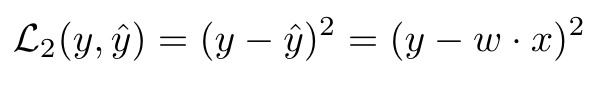 ℒ₂(y, ŷ) = (y − ŷ)² = (y − w · x)²